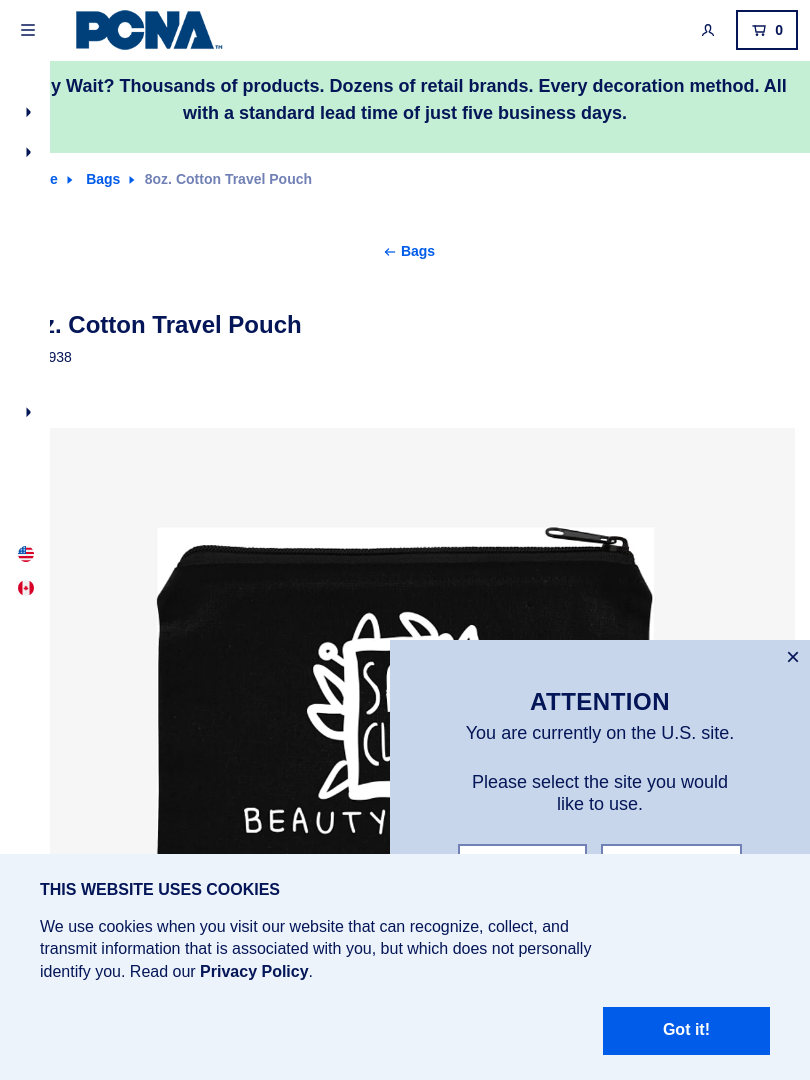 PCNA™
0
y Wait? Thousands of products. Dozens of retail brands. Every decoration method. All
with a standard lead time of just five business days.
e Bags 8oz. Cotton Travel Pouch
← Bags
z. Cotton Travel Pouch
938
BEAUTY
ATTENTION
You are currently on the U.S. site.
Please select the site you would
like to use.
THIS WEBSITE USES COOKIES
We use cookies when you visit our website that can recognize, collect, and
transmit information that is associated with you, but which does not personally
identify you. Read our Privacy Policy.
Got it!